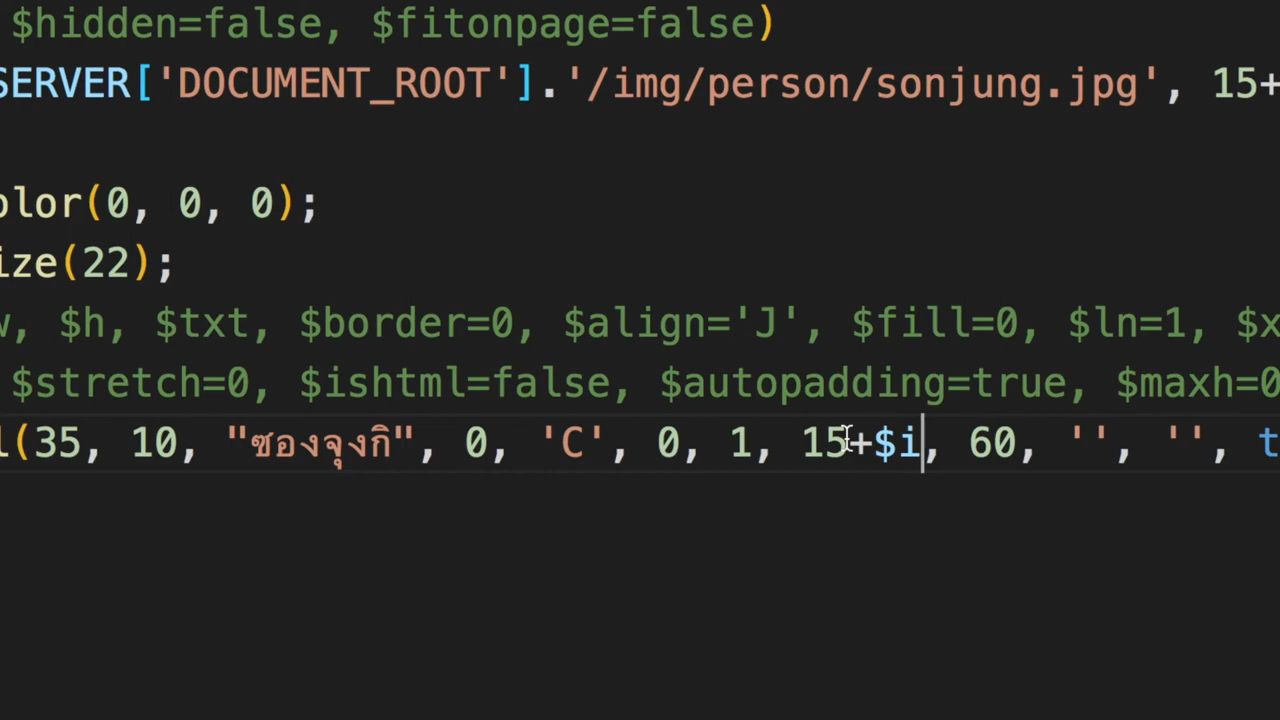 $hidden=false, $fitonpage=false)
SERVER['DOCUMENT_ROOT'].'/img/person/sonjung.jpg', 15+
olor(0, 0, 0);
ize(22);
w, $h, $txt, $border=0, $align='J', $fill=0, $ln=1, $x
$stretch=0, $ishtml=false, $autopadding=true, $maxh=0
l(35, 10, "ซองจุงกิ", 0, 'C', 0, 1, 15+$i, 60, '', '', t